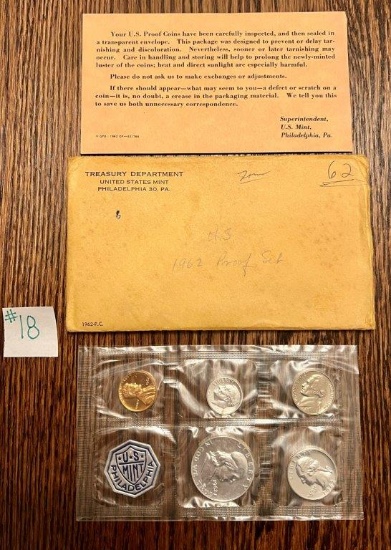 Your U.S. Proof Coins have been carefully inspected, and then sealed in
a transparent envelope. This package was designed to prevent or delay tar-
nishing and discoloration. Nevertheless, sooner or later tarnishing may
occur. Care in handling and storing will help to prolong the newly-minted
luster of the coins; heat and direct sunlight are especially harmful.
Please do not ask us to make exchanges or adjustments.
If there should appear—what may seem to you—a defect or scratch on a
coin—it is, no doubt, a crease in the packaging material. We tell you this
to save us both unnecessary correspondence.
Superintendent,
U.S. Mint,
Philadelphia, Pa.
TREASURY DEPARTMENT
UNITED STATES MINT
PHILADELPHIA 30, PA.
62
US
1962 Proof Set
1962-P.C.
#18
U·S
MINT
PHILADELPHIA